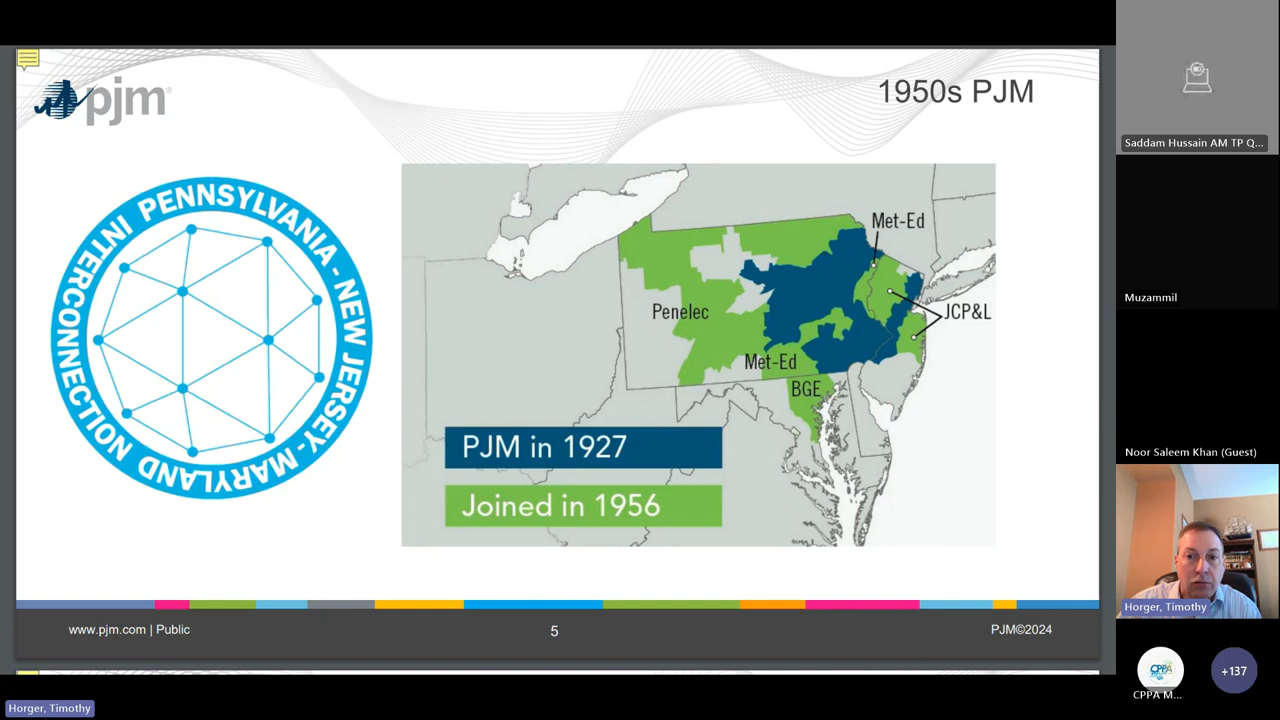 pjm
1950s PJM
PENNSYLVANIA - NEW JERSEY - MARYLAND INTERCONNECTION
Met-Ed
Penelec
JCP&L
Met-Ed
BGE
PJM in 1927
Joined in 1956
www.pjm.com | Public
5
PJM©2024
Saddam Hussain AM TP Q...
Muzammil
Noor Saleem Khan (Guest)
Horger, Timothy
CPPA
CPPA M...
+137
Horger, Timothy